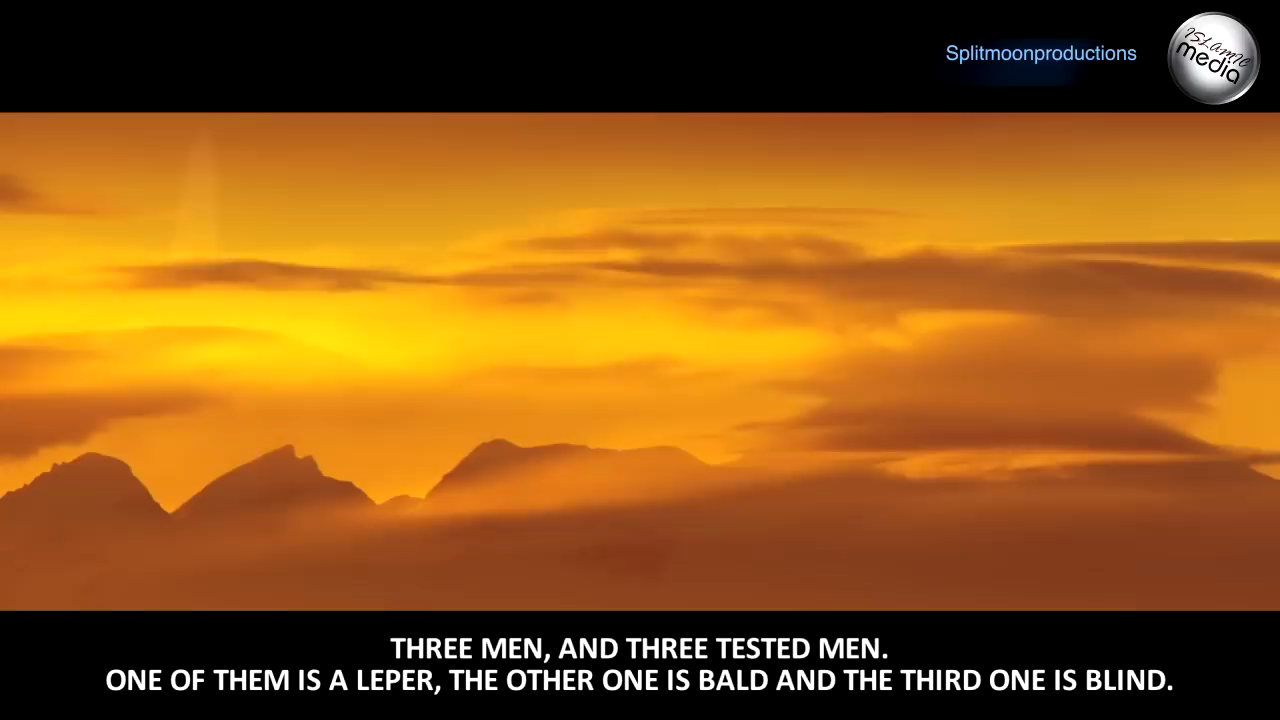 Splitmoonproductions
ISLAMIC
media
THREE MEN, AND THREE TESTED MEN.
ONE OF THEM IS A LEPER, THE OTHER ONE IS BALD AND THE THIRD ONE IS BLIND.